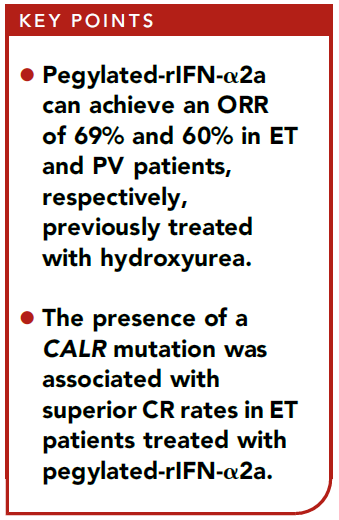 KEY POINTS
● Pegylated-rIFN-α2a
can achieve an ORR
of 69% and 60% in ET
and PV patients,
respectively,
previously treated
with hydroxyurea.
● The presence of a
CALR mutation was
associated with
superior CR rates in ET
patients treated with
pegylated-rIFN-α2a.